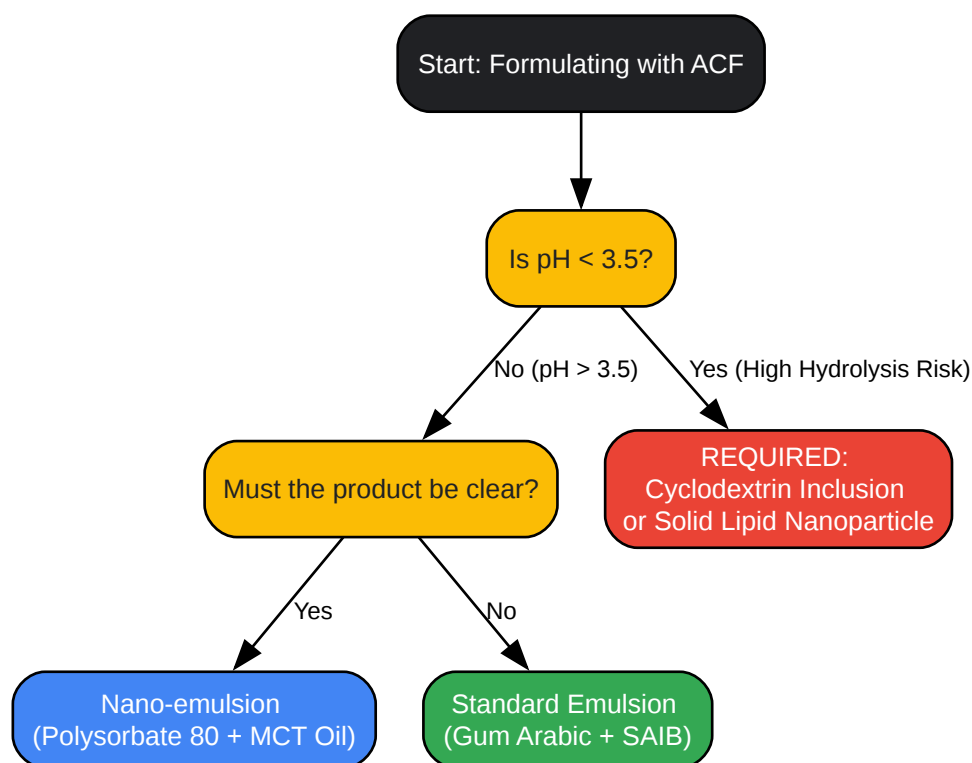 Start: Formulating with ACF
Is pH < 3.5?
No (pH > 3.5)
Yes (High Hydrolysis Risk)
Must the product be clear?
REQUIRED:
Cyclodextrin Inclusion
or Solid Lipid Nanoparticle
Yes
No
Nano-emulsion
(Polysorbate 80 + MCT Oil)
Standard Emulsion
(Gum Arabic + SAIB)